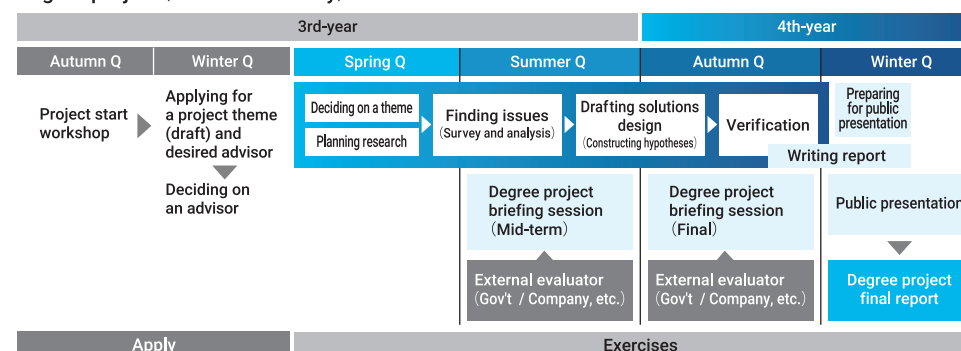 3rd-year
4th-year
Autumn Q
Winter Q
Spring Q
Summer Q
Autumn Q
Winter Q
Project start
workshop
Applying for
a project theme
(draft) and
desired advisor
Deciding on
an advisor
Deciding on a theme
Planning research
Finding issues
(Survey and analysis)
Drafting solutions
design
(Constructing hypotheses)
Verification
Preparing
for public
presentation
Writing report
Degree project
briefing session
(Mid-term)
Degree project
briefing session
(Final)
Public presentation
External evaluator
(Gov't / Company, etc.)
External evaluator
(Gov't / Company, etc.)
Degree project
final report
Apply
Exercises